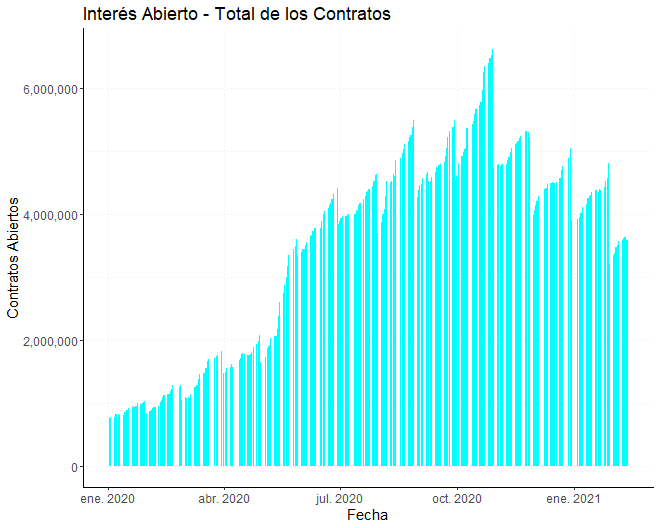 Interés Abierto - Total de los Contratos
Contratos Abiertos
6,000,000
4,000,000
2,000,000
0
ene. 2020 abr. 2020 jul. 2020 oct. 2020 ene. 2021
Fecha